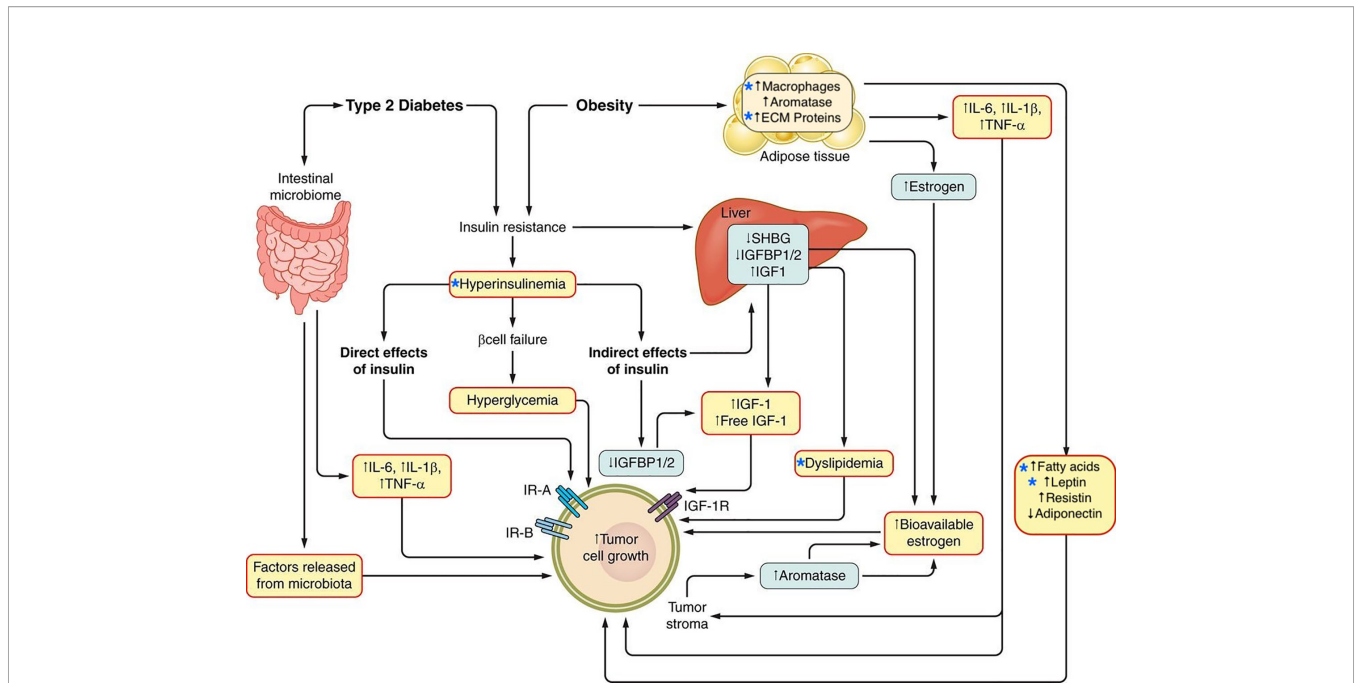 Type 2 Diabetes
Obesity
*↑Macrophages
↑Aromatase
*↑ECM Proteins
Adipose tissue
↑IL-6, ↑IL-1β,
↑TNF-α
↑Estrogen
Intestinal
microbiome
Insulin resistance
Liver
↓SHBG
↓IGFBP1/2
↑IGF1
*Hyperinsulinemia
βcell failure
Direct effects
of insulin
Indirect effects
of insulin
Hyperglycemia
↑IGF-1
↑Free IGF-1
↓IGFBP1/2
*Dyslipidemia
↑IL-6, ↑IL-1β,
↑TNF-α
*↑Fatty acids
*↑Leptin
↑Resistin
↓Adiponectin
IR-A
IGF-1R
IR-B
↑Tumor
cell growth
↑Bioavailable
estrogen
Factors released
from microbiota
↑Aromatase
Tumor
stroma